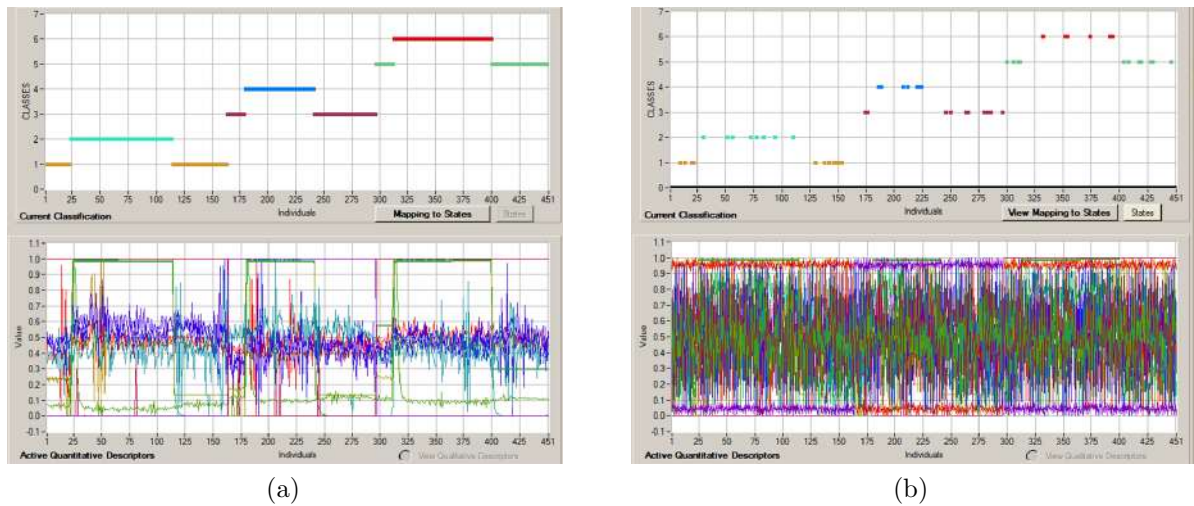 7
6
5
4
3
2
1
0
CLASSES
1 25 50 75 100 125 150 175 200 225 250 275 300 325 350 375 400 425 451
Individuals
Current Classification
Mapping to States
States
1.1
1.0
0.9
0.8
0.7
0.6
0.5
0.4
0.3
0.2
0.1
0.0
-0.1
Value
1 25 50 75 100 125 150 175 200 225 250 275 300 325 350 375 400 425 451
Active Quantitative Descriptors
Individuals
View Qualitative Descriptors
(a)
7
6
5
4
3
2
1
0
CLASSES
1 25 50 75 100 125 150 175 200 225 250 275 300 325 350 375 400 425 451
Individuals
Current Classification
View Mapping to States
States
1.1
1.0
0.9
0.8
0.7
0.6
0.5
0.4
0.3
0.2
0.1
0.0
-0.1
Value
1 25 50 75 100 125 150 175 200 225 250 275 300 325 350 375 400 425 451
Active Quantitative Descriptors
Individuals
View Qualitative Descriptors
(b)